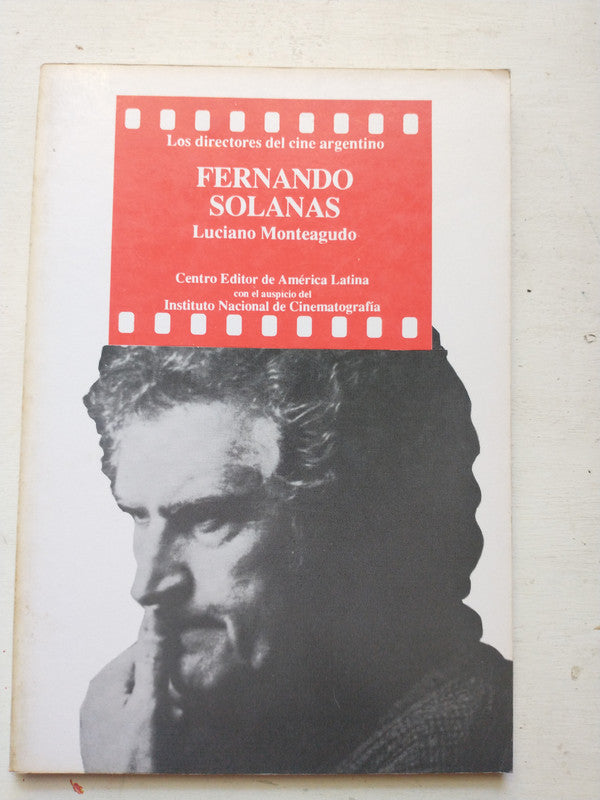 Los directores del cine argentino
FERNANDO
SOLANAS
Luciano Monteagudo
Centro Editor de América Latina
con el auspicio del
Instituto Nacional de Cinematografía